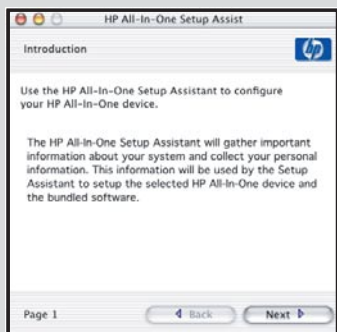 HP All-In-One Setup Assist
Introduction
hp
Use the HP All-In-One Setup Assistant to configure
your HP All-In-One device.
The HP All-In-One Setup Assistant will gather important
information about your system and collect your personal
information. This information will be used by the Setup
Assistant to setup the selected HP All-In-One device and
the bundled software.
Page 1
Back
Next